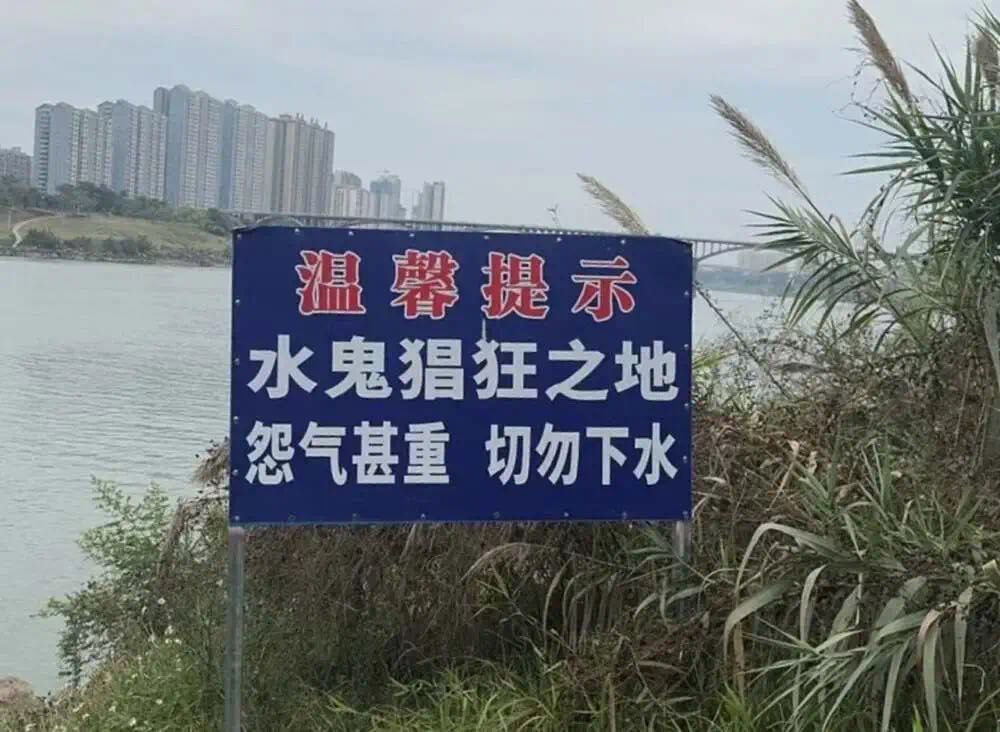 温馨提示
水鬼猖狂之地
怨气甚重 切勿下水